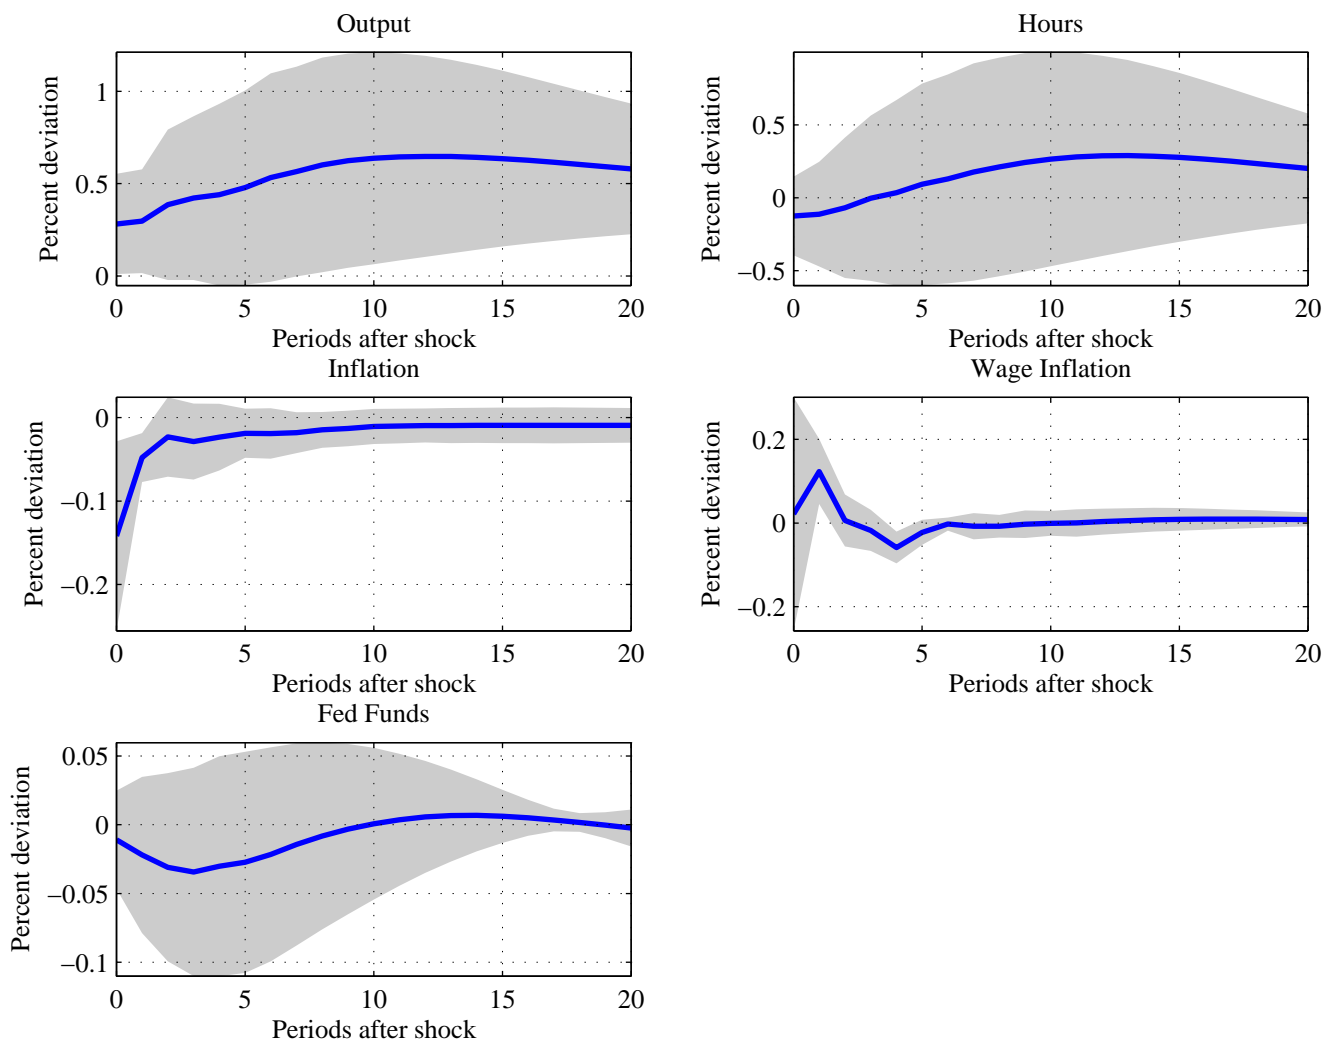 Output
Percent deviation
1
0.5
0
0 5 10 15 20
Periods after shock
Hours
Percent deviation
0.5
0
−0.5
0 5 10 15 20
Periods after shock
Inflation
Percent deviation
0
−0.1
−0.2
0 5 10 15 20
Periods after shock
Wage Inflation
Percent deviation
0.2
0
−0.2
0 5 10 15 20
Periods after shock
Fed Funds
Percent deviation
0.05
0
−0.05
−0.1
0 5 10 15 20
Periods after shock